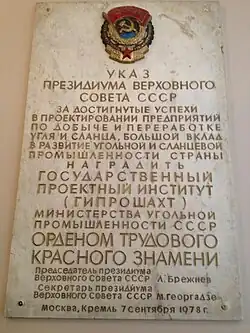 УКАЗ
ПРЕЗИДИУМА ВЕРХОВНОГО
СОВЕТА СССР
ЗА ДОСТИГНУТЫЕ УСПЕХИ
В ПРОЕКТИРОВАНИИ ПРЕДПРИЯТИЙ
ПО ДОБЫЧЕ И ПЕРЕРАБОТКЕ
УГЛЯ И СЛАНЦА, БОЛЬШОЙ ВКЛАД
В РАЗВИТИЕ УГОЛЬНОЙ И СЛАНЦЕВОЙ
ПРОМЫШЛЕННОСТИ СТРАНЫ
НАГРАДИТЬ
ГОСУДАРСТВЕННЫЙ
ПРОЕКТНЫЙ ИНСТИТУТ
(ГИПРОШАХТ)
МИНИСТЕРСТВА УГОЛЬНОЙ
ПРОМЫШЛЕННОСТИ СССР
ОРДЕНОМ ТРУДОВОГО
КРАСНОГО ЗНАМЕНИ
Председатель президиума
Верховного Совета СССР Л. Брежнев
Секретарь президиума
Верховного Совета СССР М. Георгадзе
Москва, Кремль 7 сентября 1978 г.